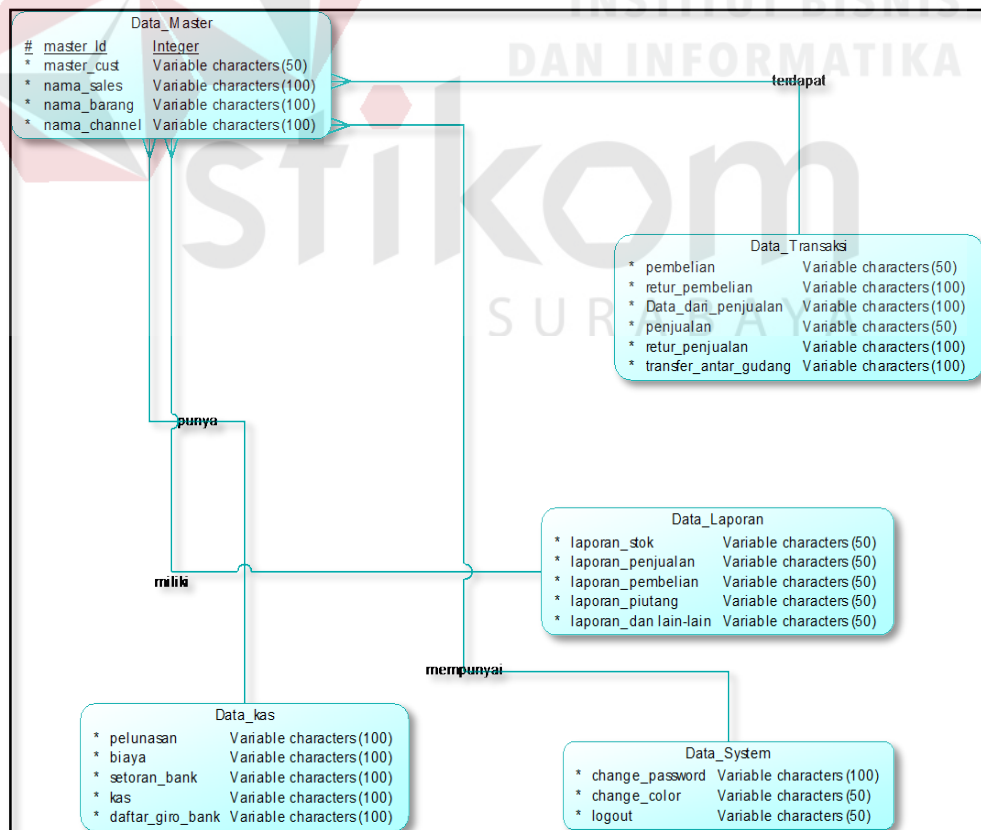 INSTITUT BISNIS
DAN INFORMATIKA
stikom
SURABAYA
Data_Master
# master_Id Integer
* master_cust Variable characters (50)
* nama_sales Variable characters (100)
* nama_barang Variable characters (100)
* nama_channel Variable characters (100)
terdapat
Data_Transaksi
* pembelian Variable characters (50)
* retur_pembelian Variable characters (100)
* Data_dari_penjualan Variable characters (100)
* penjualan Variable characters (50)
* retur_penjualan Variable characters (100)
* transfer_antar_gudang Variable characters (100)
punya
Data_Laporan
* laporan_stok Variable characters (50)
* laporan_penjualan Variable characters (50)
* laporan_pembelian Variable characters (50)
* laporan_piutang Variable characters (50)
* laporan_dan lain-lain Variable characters (50)
miliki
mempunyai
Data_kas
* pelunasan Variable characters (100)
* biaya Variable characters (100)
* setoran_bank Variable characters (100)
* kas Variable characters (100)
* daftar_giro_bank Variable characters (100)
Data_System
* change_password Variable characters (100)
* change_color Variable characters (50)
* logout Variable characters (50)